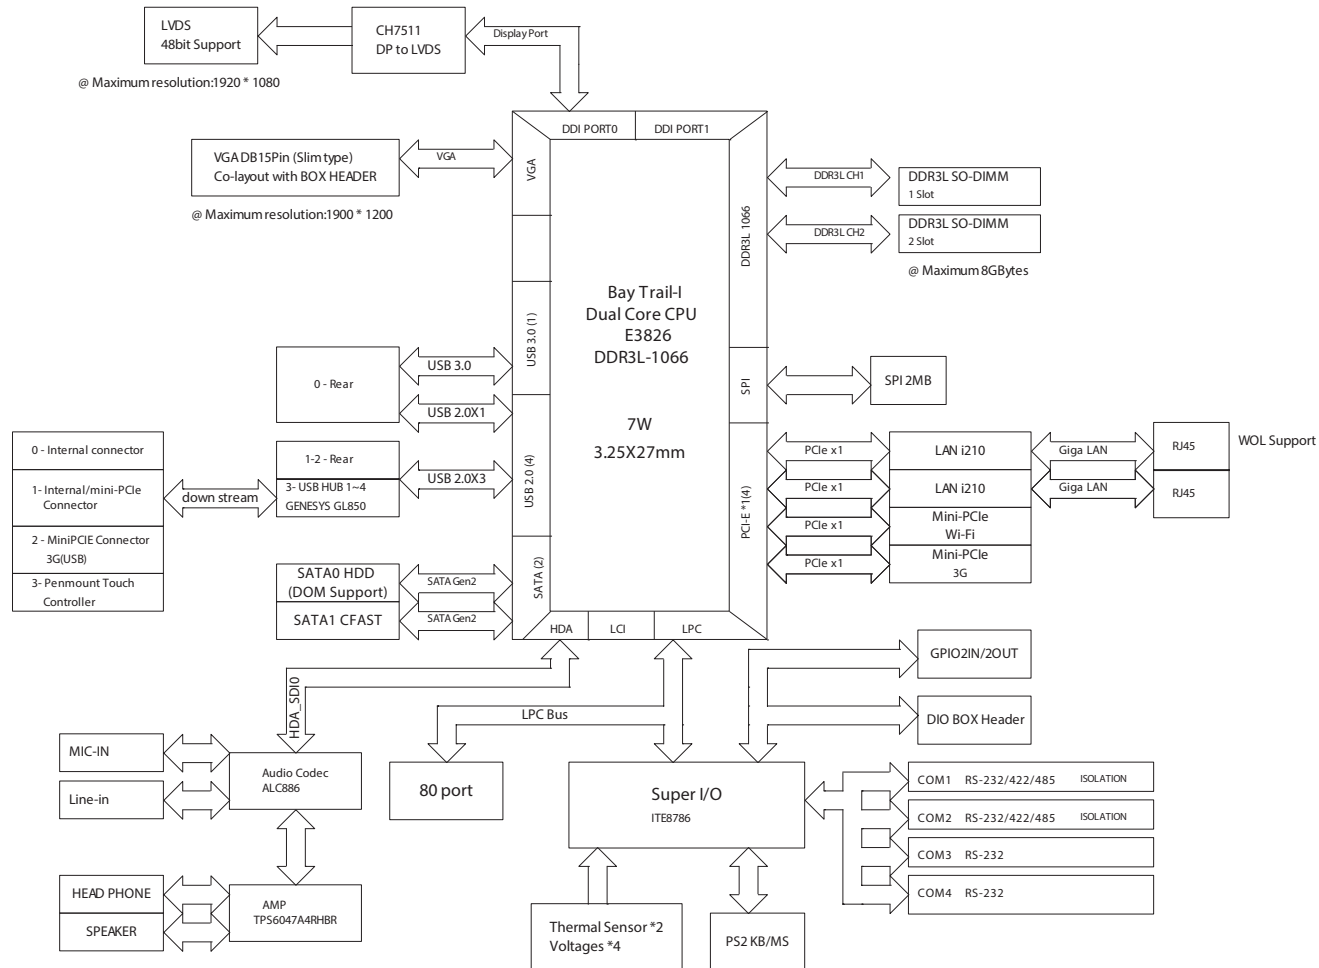 LVDS
48bit Support
CH7511
DP to LVDS
Display Port
@ Maximum resolution:1920 * 1080
DDI PORT0
DDI PORT1
VGA DB15Pin (Slim type)
Co-layout with BOX HEADER
VGA
VGA
@ Maximum resolution:1900 * 1200
DDR3L 1066
DDR3L CH1
DDR3L SO-DIMM
1 Slot
DDR3L CH2
DDR3L SO-DIMM
2 Slot
@ Maximum 8GBytes
Bay Trail-I
Dual Core CPU
E3826
DDR3L-1066
7W
3.25X27mm
USB 3.0 (1)
0 - Rear
USB 3.0
USB 2.0X1
SPI
SPI 2MB
0 - Internal connector
1- Internal/mini-PCIe
Connector
2 - MiniPCIE Connector
3G(USB)
3- Penmount Touch
Controller
down stream
1-2 - Rear
3- USB HUB 1~4
GENESYS GL850
USB 2.0X3
USB 2.0 (4)
PCI-E *1(4)
PCIe x1
LAN i210
Giga LAN
RJ45
WOL Support
PCIe x1
LAN i210
Giga LAN
RJ45
PCIe x1
Mini-PCIe
Wi-Fi
PCIe x1
Mini-PCIe
3G
SATA0 HDD
(DOM Support)
SATA Gen2
SATA1 CFAST
SATA Gen2
SATA (2)
HDA
LCI
LPC
HDA_SDI0
LPC Bus
GPIO2IN/2OUT
DIO BOX Header
MIC-IN
Line-in
Audio Codec
ALC886
80 port
Super I/O
ITE8786
COM1 RS-232/422/485 ISOLATION
COM2 RS-232/422/485 ISOLATION
COM3 RS-232
COM4 RS-232
HEAD PHONE
SPEAKER
AMP
TPS6047A4RHBR
Thermal Sensor *2
Voltages *4
PS2 KB/MS